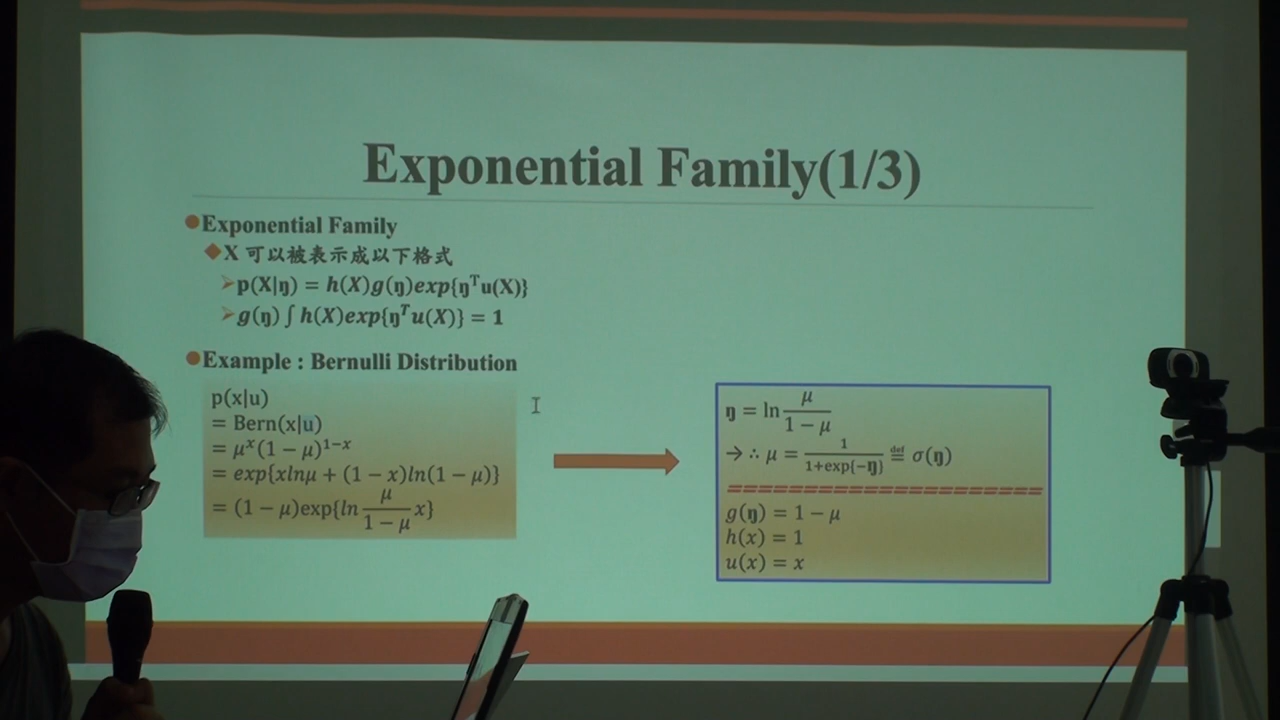 Exponential Family(1/3)
Exponential Family
X 可以被表示成以下格式
p(X|η) = h(X)g(η)exp{ηᵀu(X)}
g(η) ∫ h(X)exp{ηᵀu(X)} = 1
Example : Bernulli Distribution
p(x|u)
= Bern(x|u)
= μˣ(1 − μ)¹⁻ˣ
= exp{xlnμ + (1 − x)ln(1 − μ)}
= (1 − μ)exp{ln μ/(1 − μ) x}
η = ln μ/(1 − μ)
→ ∴ μ = 1/(1+exp(−η)) ≝ σ(η)
=======================
g(η) = 1 − μ
h(x) = 1
u(x) = x